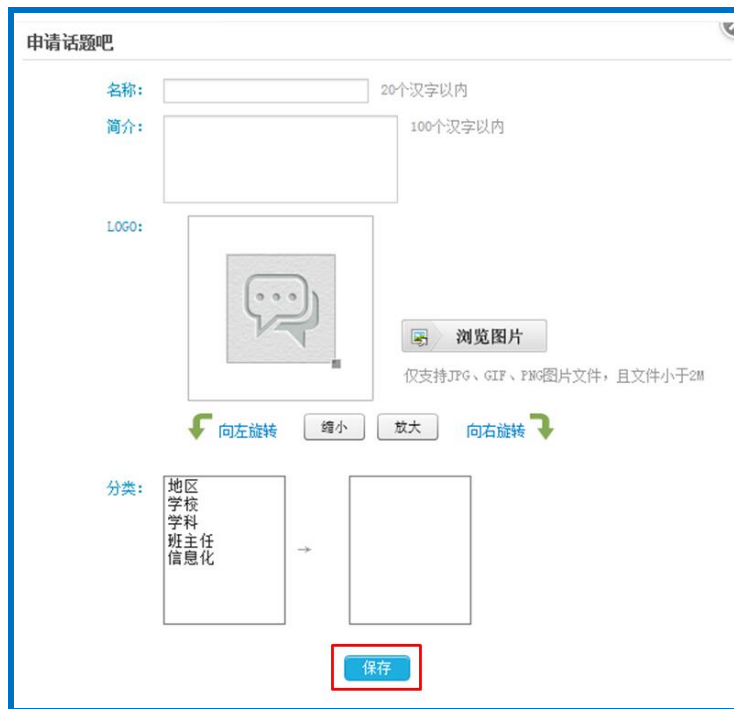 申请话题吧
名称： 20个汉字以内
简介： 100个汉字以内
LOGO：
浏览图片
仅支持JPG、GIF、PNG图片文件，且文件小于2M
向左旋转 缩小 放大 向右旋转
分类：
地区
学校
学科
班主任
信息化
→
保存